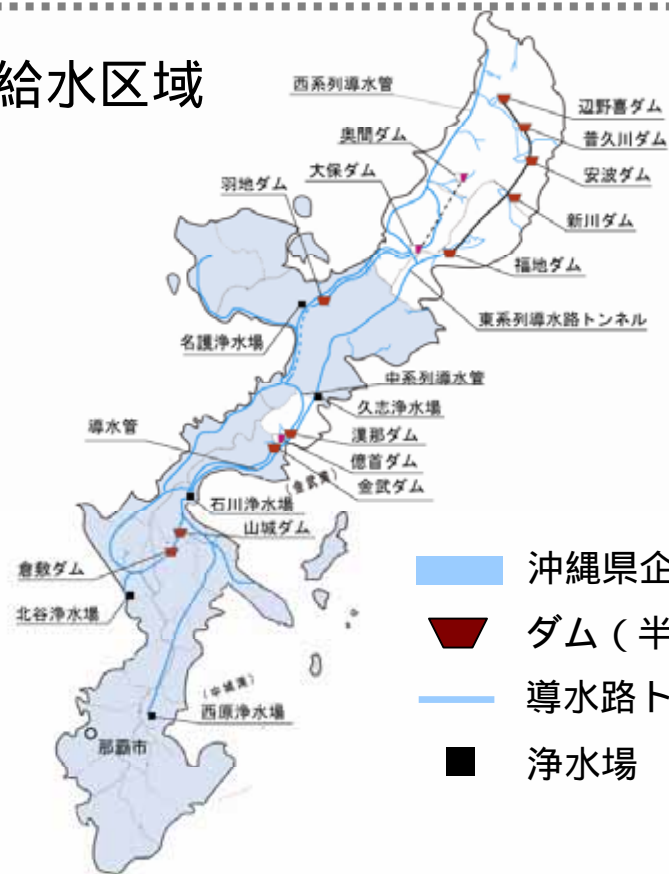 給水区域
西系列導水管
辺野喜ダム
奥間ダム
普久川ダム
大保ダム
安波ダム
羽地ダム
新川ダム
福地ダム
東系列導水路トンネル
名護浄水場
中系列導水管
久志浄水場
導水管
漢那ダム
億首ダム
(金武湾)
金武ダム
石川浄水場
山城ダム
倉敷ダム
北谷浄水場
(中城湾)
西原浄水場
那覇市
沖縄県企
ダム（半
導水路ト
浄水場